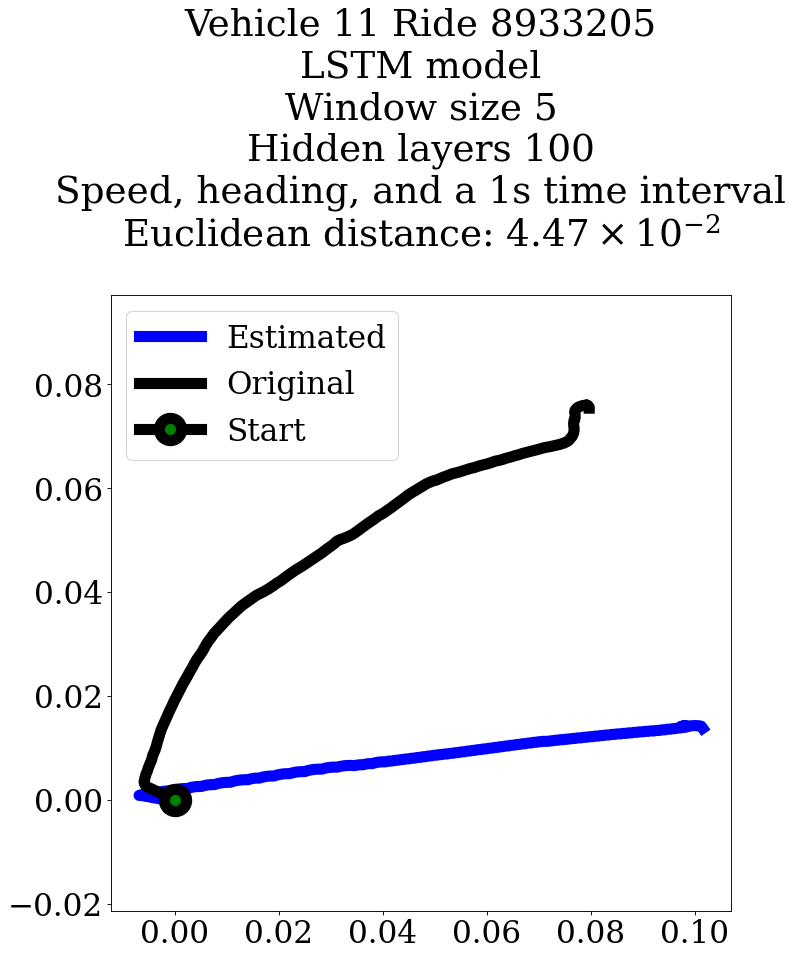 Vehicle 11 Ride 8933205
LSTM model
Window size 5
Hidden layers 100
Speed, heading, and a 1s time interval
Euclidean distance: 4.47 × 10⁻²
Estimated
Original
Start
0.08
0.06
0.04
0.02
0.00
−0.02
0.00 0.02 0.04 0.06 0.08 0.10